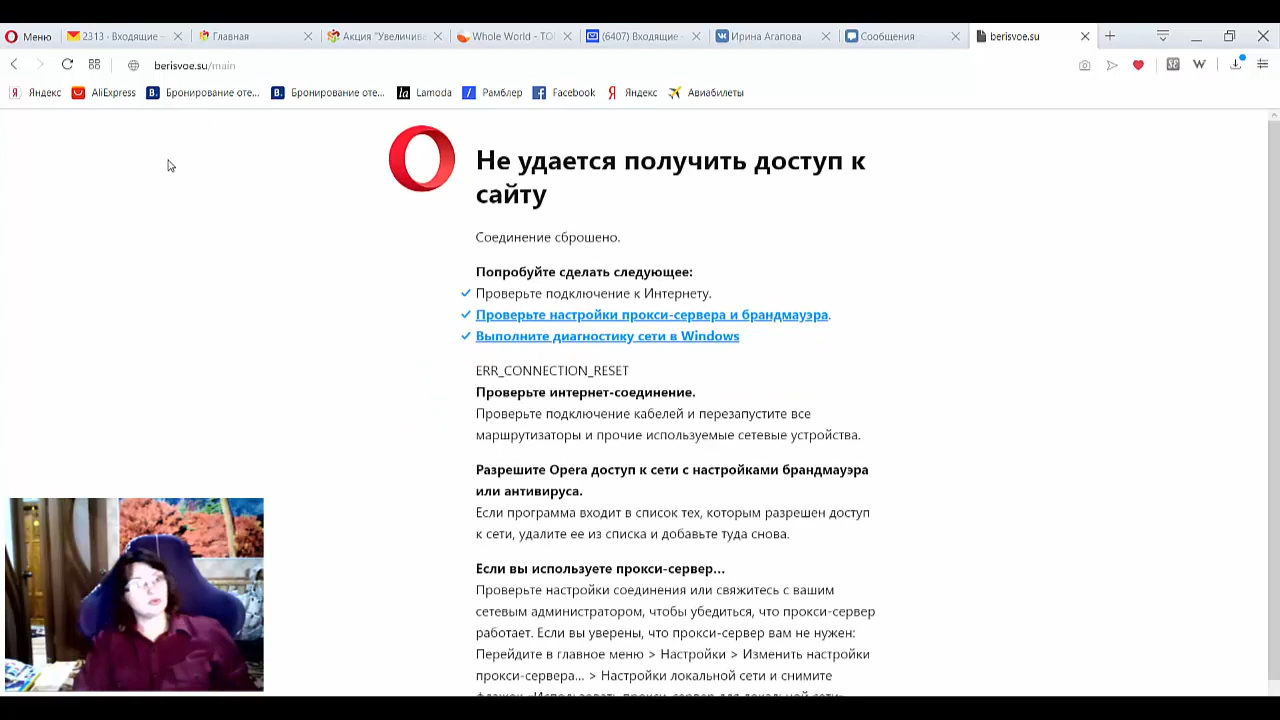 Меню
2313 · Входящие –
Главная
Акция "Увеличива
Whole World - TO
(6407) Входящие -
Ирина Агапова
Сообщения
berisvoe.su
berisvoe.su/main
Яндекс
AliExpress
B. Бронирование оте...
B. Бронирование оте...
la Lamoda
Рамблер
Facebook
Яндекс
Авиабилеты
Не удается получить доступ к
сайту
Соединение сброшено.
Попробуйте сделать следующее:
Проверьте подключение к Интернету.
Проверьте настройки прокси-сервера и брандмауэра.
Выполните диагностику сети в Windows
ERR_CONNECTION_RESET
Проверьте интернет-соединение.
Проверьте подключение кабелей и перезапустите все
маршрутизаторы и прочие используемые сетевые устройства.
Разрешите Opera доступ к сети с настройками брандмауэра
или антивируса.
Если программа входит в список тех, которым разрешен доступ
к сети, удалите ее из списка и добавьте туда снова.
Если вы используете прокси-сервер...
Проверьте настройки соединения или свяжитесь с вашим
сетевым администратором, чтобы убедиться, что прокси-сервер
работает. Если вы уверены, что прокси-сервер вам не нужен:
Перейдите в главное меню > Настройки > Изменить настройки
прокси-сервера... > Настройки локальной сети и снимите